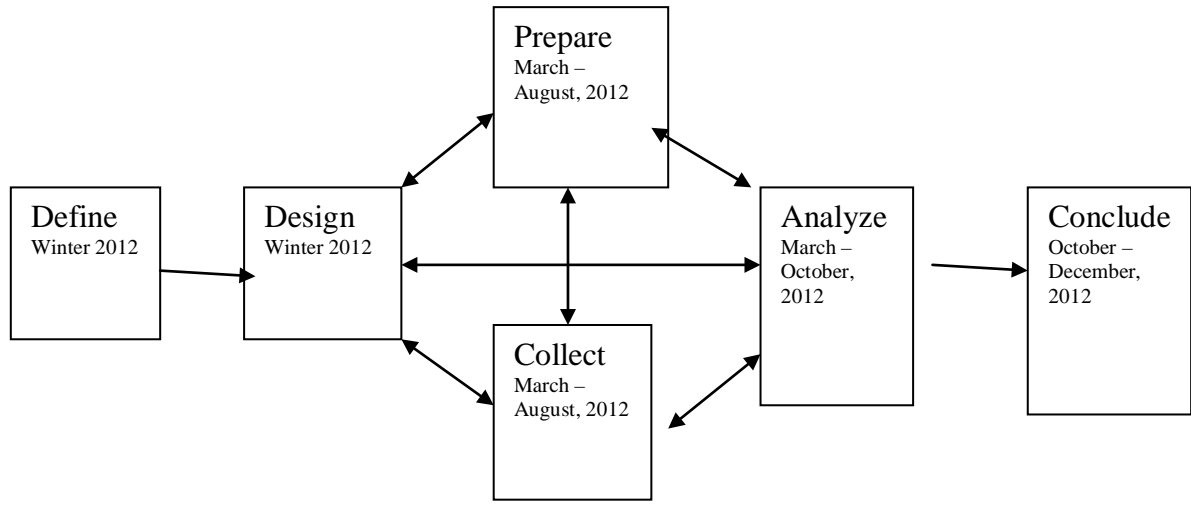 Define
Winter 2012
Design
Winter 2012
Prepare
March –
August, 2012
Collect
March –
August, 2012
Analyze
March –
October,
2012
Conclude
October –
December,
2012